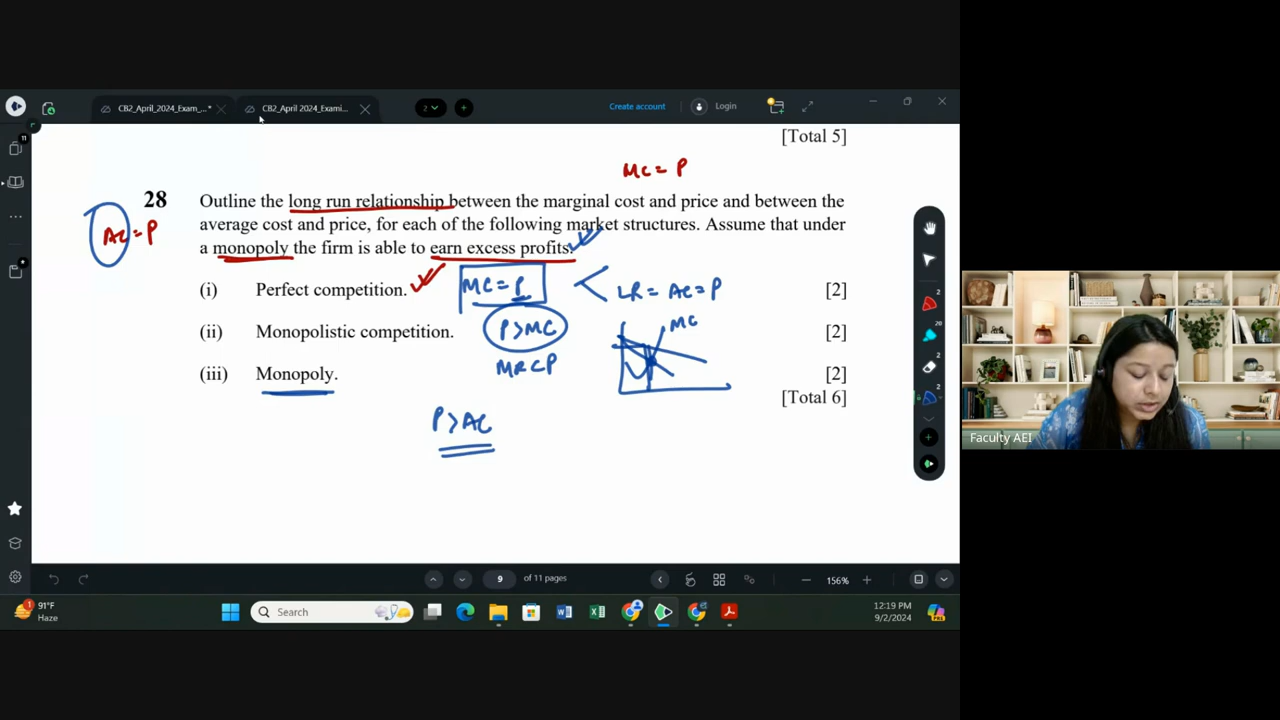 CB2_April_2024_Exam_...*
CB2_April 2024_Exami...
2
Create account
Login
[Total 5]
MC = P
28 Outline the long run relationship between the marginal cost and price and between the
average cost and price, for each of the following market structures. Assume that under
a monopoly the firm is able to earn excess profits.
AC = P
(i) Perfect competition. [2]
MC = P
LR = AC = P
(ii) Monopolistic competition. [2]
P > MC
MC
MR < P
(iii) Monopoly. [2]
[Total 6]
P > AC
Faculty AEI
9 of 11 pages
156%
91°F
Haze
Search
12:19 PM
9/2/2024